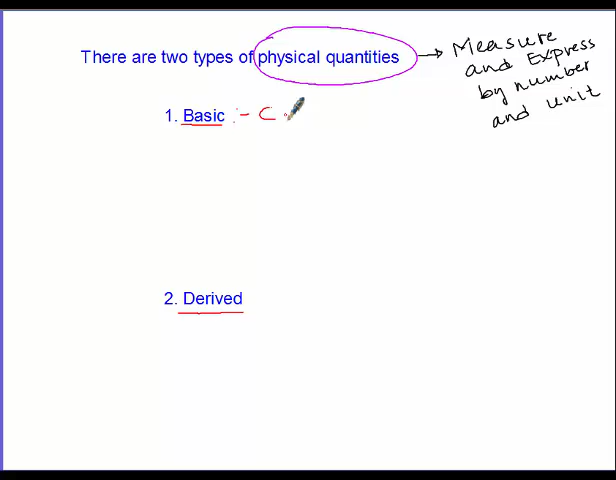 There are two types of physical quantities
Measure
and Express
by number
and unit
1. Basic :- C
2. Derived